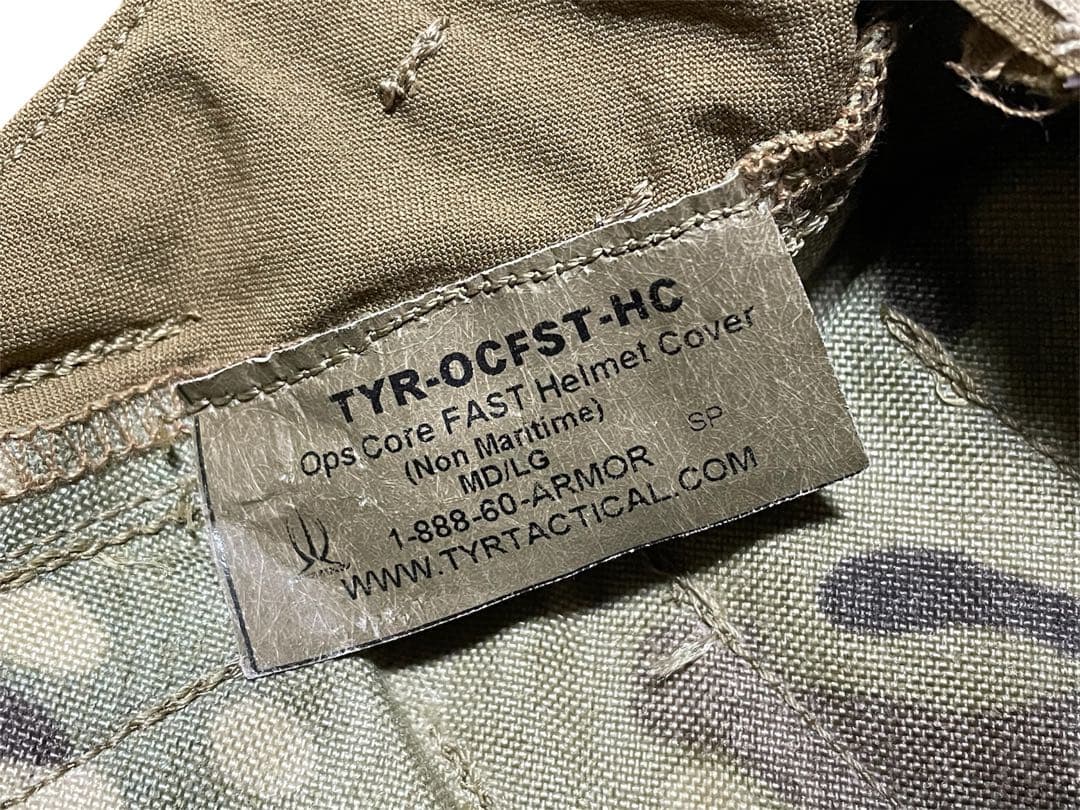 TYR-OCFST-HC
Ops Core FAST Helmet Cover
(Non Maritime)
MD/LG SP
1-888-60-ARMOR
WWW.TYRTACTICAL.COM